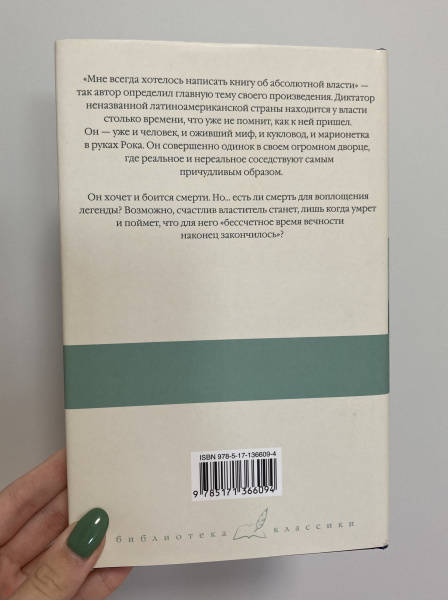 «Мне всегда хотелось написать книгу об абсолютной власти» —
так автор определил главную тему своего произведения. Диктатор
неназванной латиноамериканской страны находится у власти
столько времени, что уже не помнит, как к ней пришел.
Он — уже и человек, и оживший миф, и кукловод, и марионетка
в руках Рока. Он совершенно одинок в своем огромном дворце,
где реальное и нереальное соседствуют самым
причудливым образом.
Он хочет и боится смерти. Но... есть ли смерть для воплощения
легенды? Возможно, счастлив властитель станет, лишь когда умрет
и поймет, что для него «бессчетное время вечности
наконец закончилось»?
ISBN 978-5-17-136609-4
9 785171 366094
библиотека классики